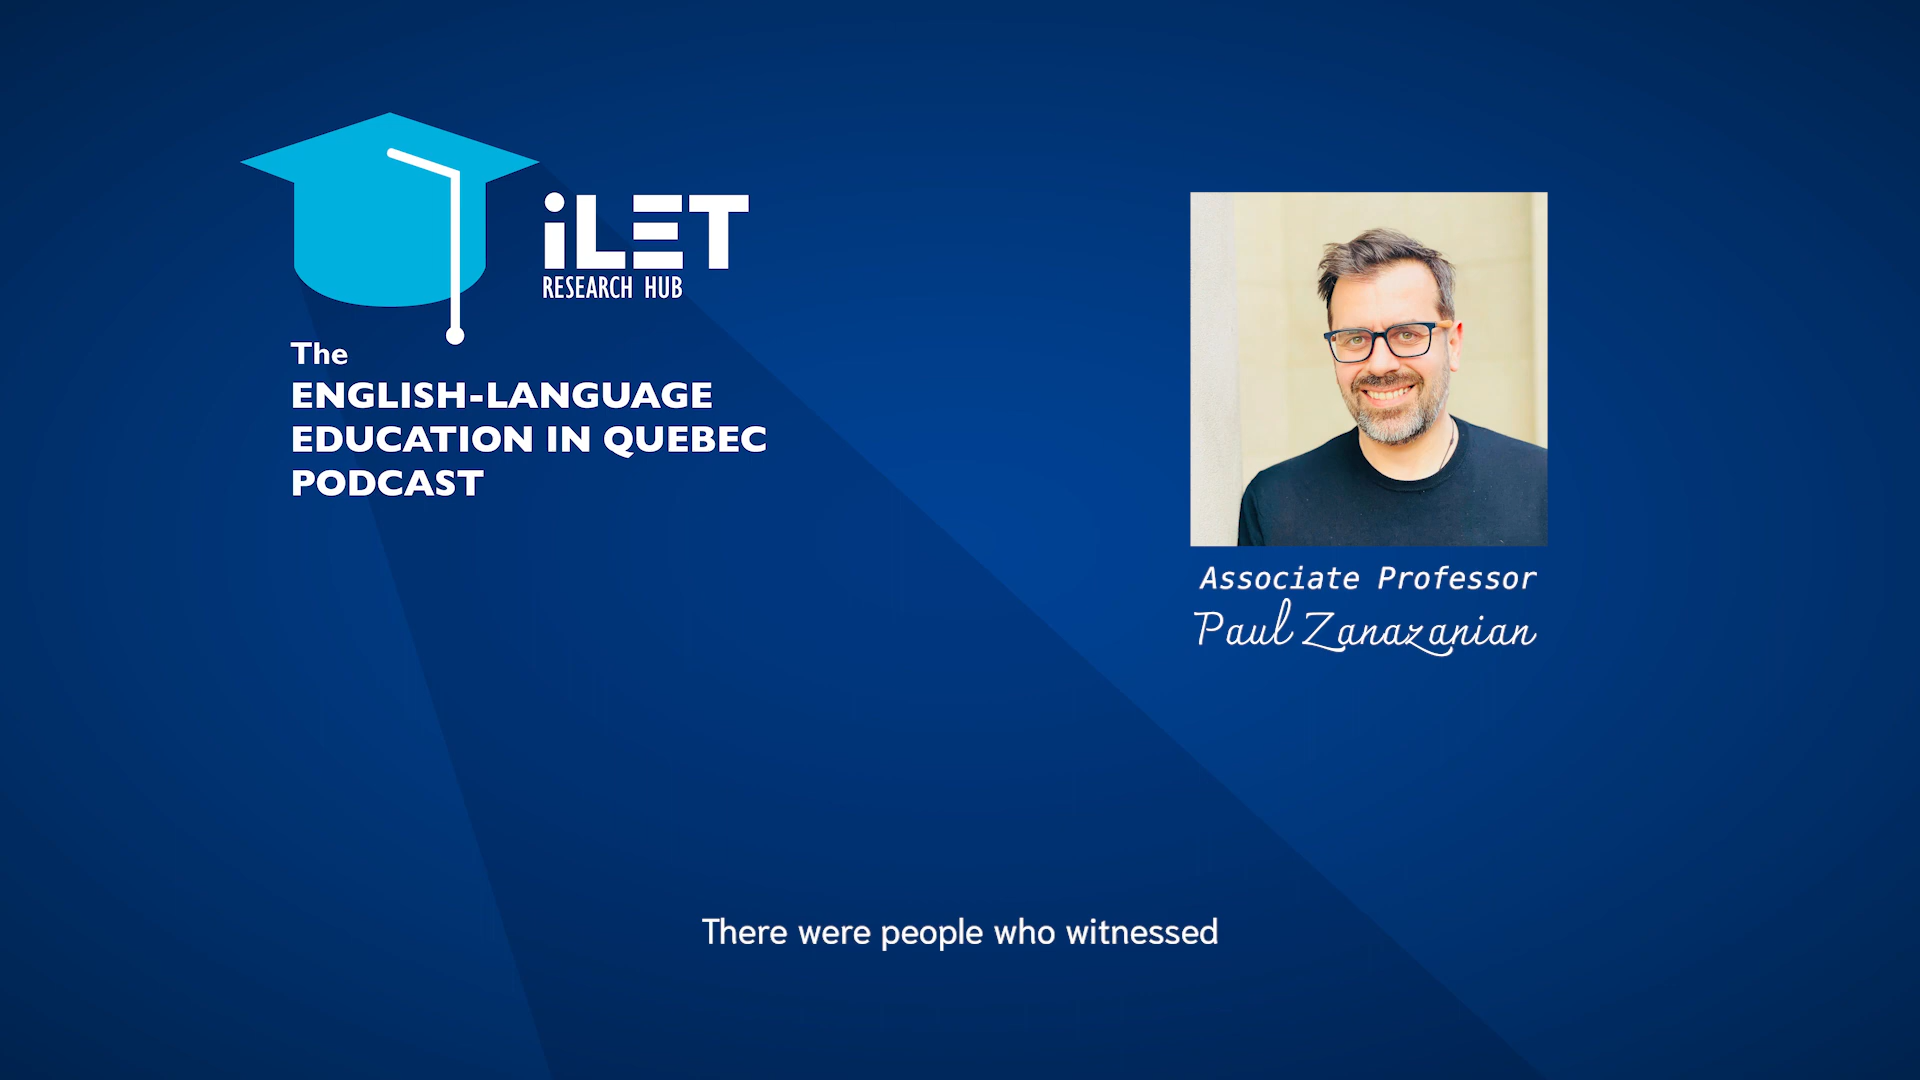 iLET
RESEARCH HUB
The
ENGLISH-LANGUAGE
EDUCATION IN QUEBEC
PODCAST
Associate Professor
Paul Zanazanian
There were people who witnessed